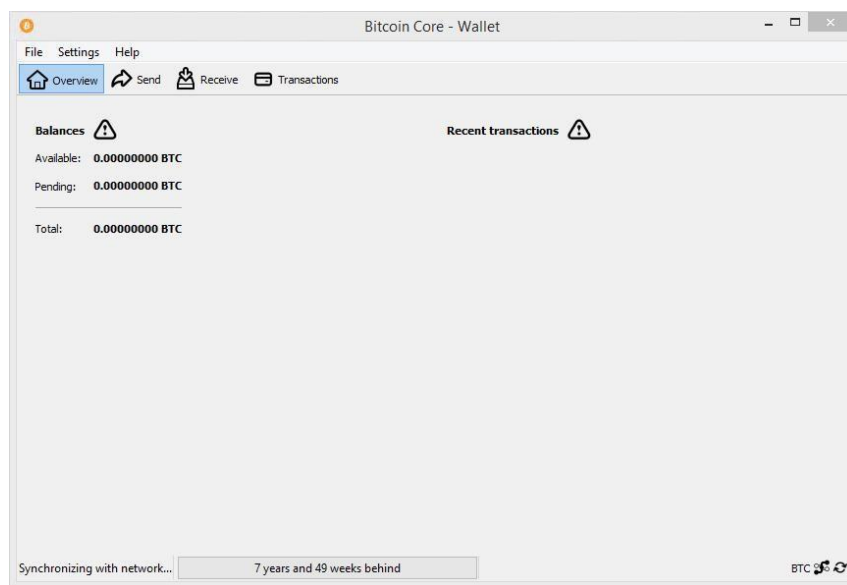 Bitcoin Core - Wallet
File Settings Help
Overview Send Receive Transactions
Balances
Recent transactions
Available: 0.00000000 BTC
Pending: 0.00000000 BTC
Total: 0.00000000 BTC
Synchronizing with network... 7 years and 49 weeks behind BTC